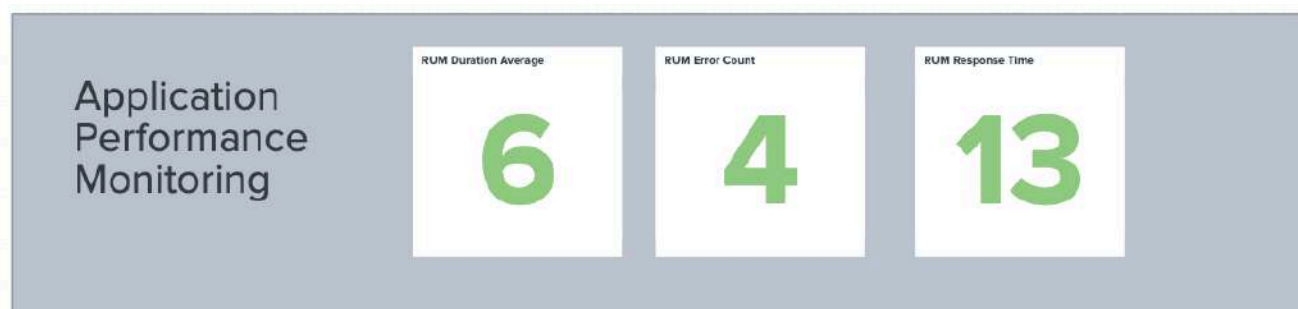 Application
Performance
Monitoring
RUM Duration Average
6
RUM Error Count
4
RUM Response Time
13